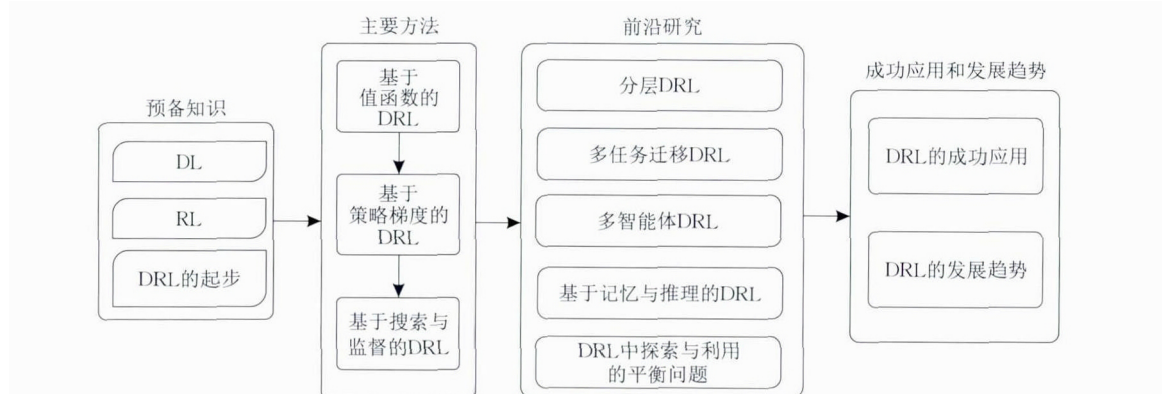 预备知识
DL
RL
DRL的起步
主要方法
基于
值函数的
DRL
基于
策略梯度的
DRL
基于搜索与
监督的DRL
前沿研究
分层DRL
多任务迁移DRL
多智能体DRL
基于记忆与推理的DRL
DRL中探索与利用
的平衡问题
成功应用和发展趋势
DRL的成功应用
DRL的发展趋势